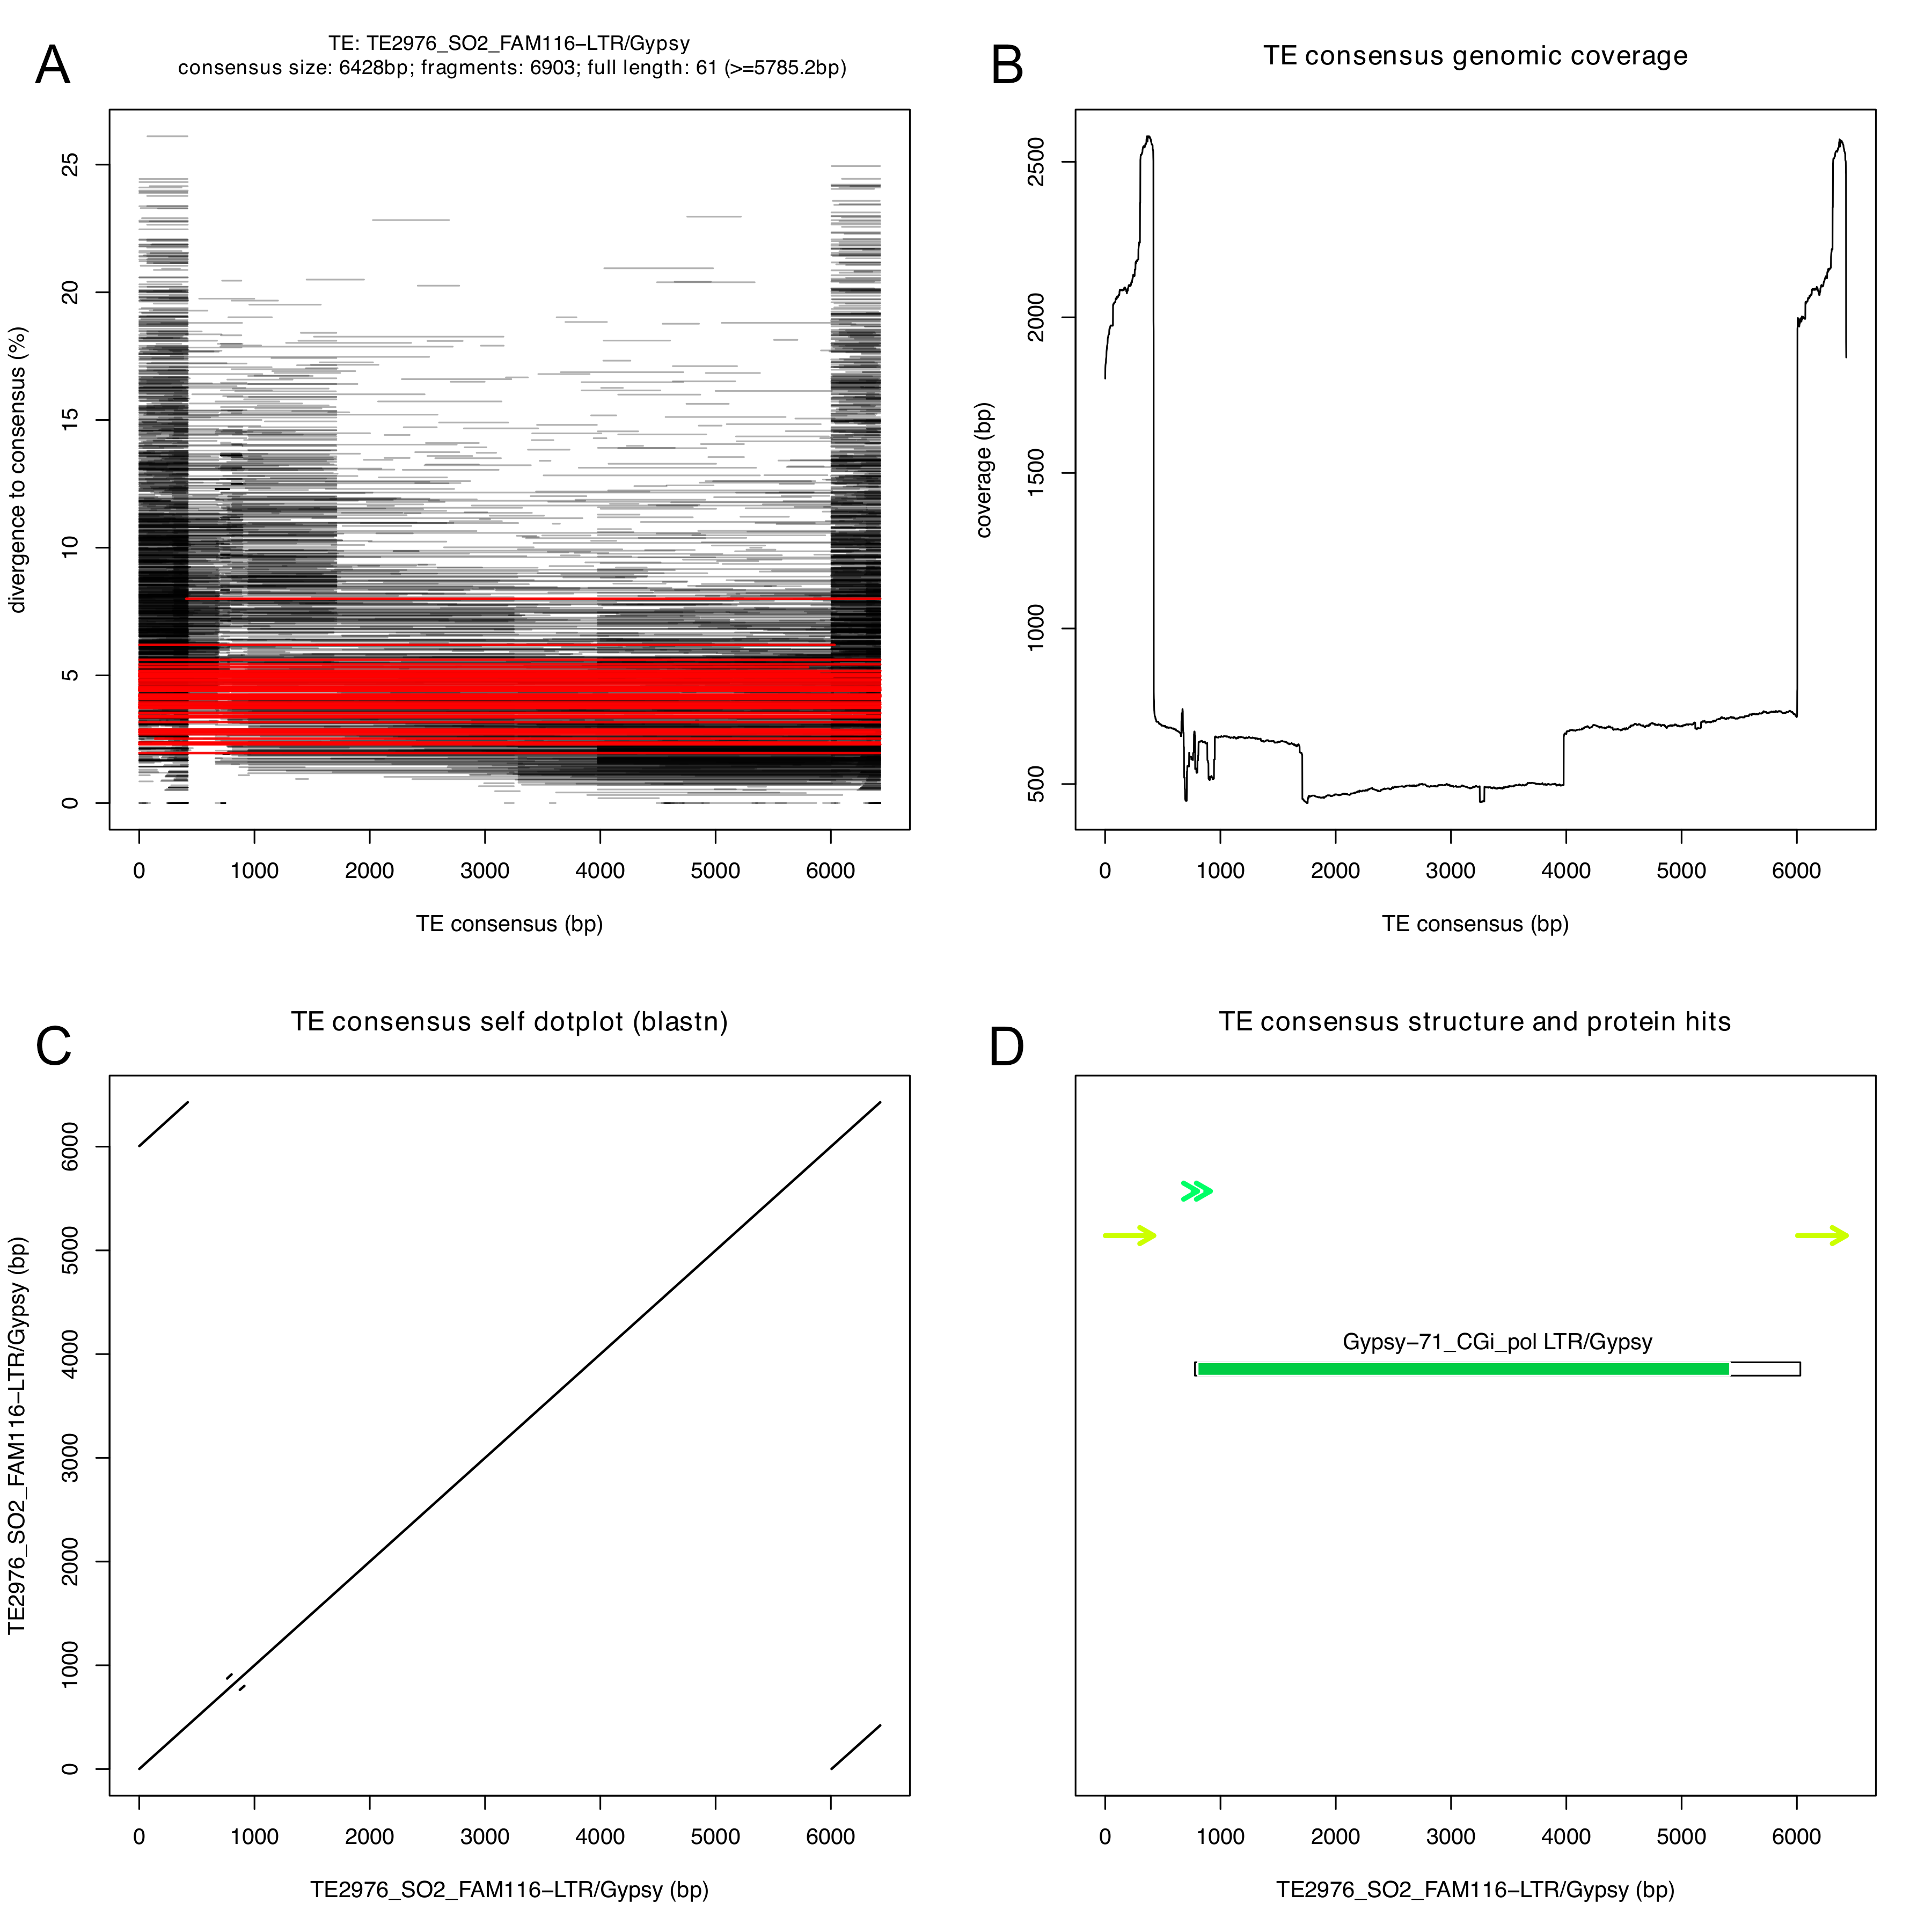 A
TE: TE2976_SO2_FAM116−LTR/Gypsy
consensus size: 6428bp; fragments: 6903; full length: 61 (>=5785.2bp)
divergence to consensus (%)
25
20
15
10
5
0
0 1000 2000 3000 4000 5000 6000
TE consensus (bp)
B
TE consensus genomic coverage
coverage (bp)
2500
2000
1500
1000
500
0 1000 2000 3000 4000 5000 6000
TE consensus (bp)
C
TE consensus self dotplot (blastn)
TE2976_SO2_FAM116−LTR/Gypsy (bp)
6000
5000
4000
3000
2000
1000
0
0 1000 2000 3000 4000 5000 6000
TE2976_SO2_FAM116−LTR/Gypsy (bp)
D
TE consensus structure and protein hits
Gypsy−71_CGi_pol LTR/Gypsy
0 1000 2000 3000 4000 5000 6000
TE2976_SO2_FAM116−LTR/Gypsy (bp)